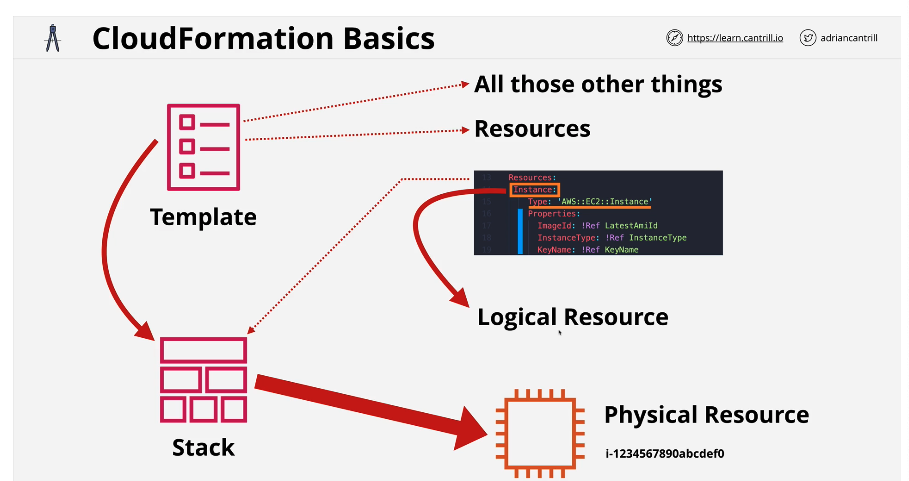 CloudFormation Basics
https://learn.cantrill.io
adriancantrill
All those other things
Resources
Template
Resources:
Instance:
Type: 'AWS::EC2::Instance'
Properties:
ImageId: !Ref LatestAmiId
InstanceType: !Ref InstanceType
KeyName: !Ref KeyName
Logical Resource
Stack
Physical Resource
i-1234567890abcdef0